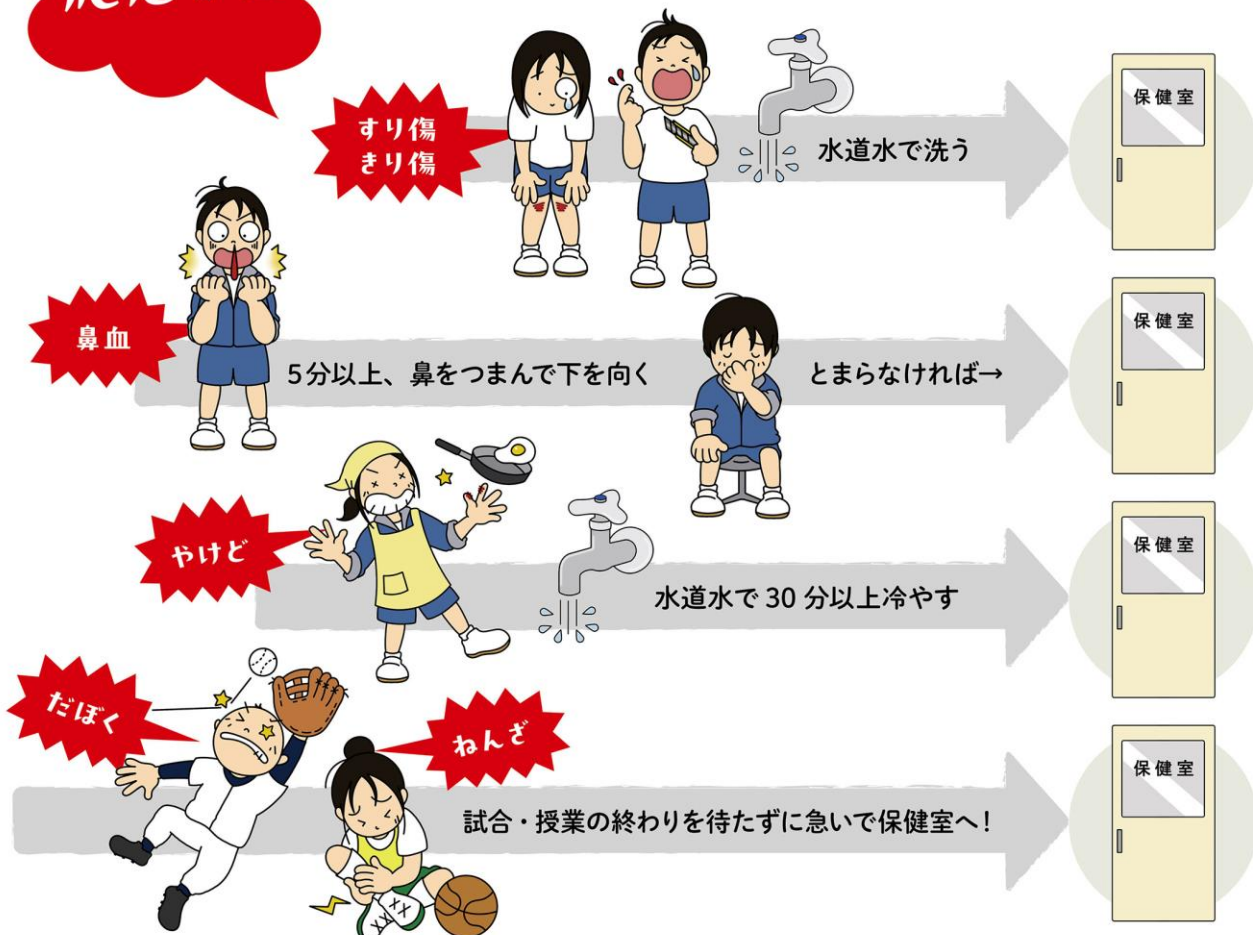 すり傷
きり傷
水道水で洗う
保健室
鼻血
5分以上、鼻をつまんで下を向く
とまらなければ→
保健室
やけど
水道水で 30 分以上冷やす
保健室
だぼく
ねんざ
試合・授業の終わりを待たずに急いで保健室へ！
保健室